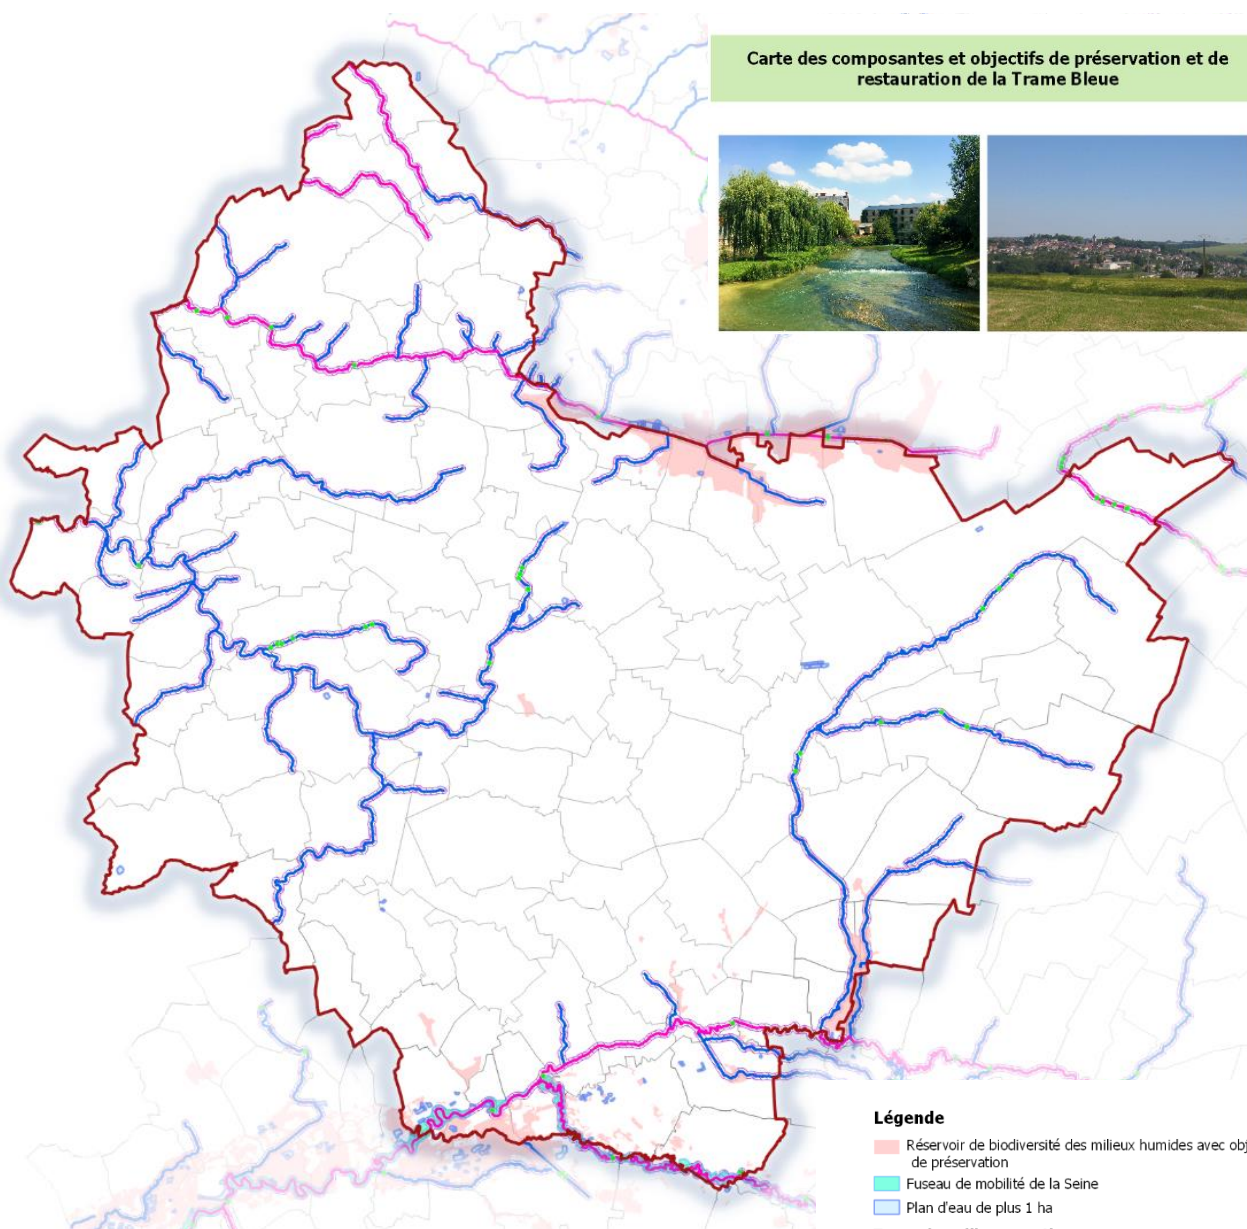 Carte des composantes et objectifs de préservation et de
restauration de la Trame Bleue
Légende
Réservoir de biodiversité des milieux humides avec
de préservation
Fuseau de mobilité de la Seine
Plan d'eau de plus 1 ha